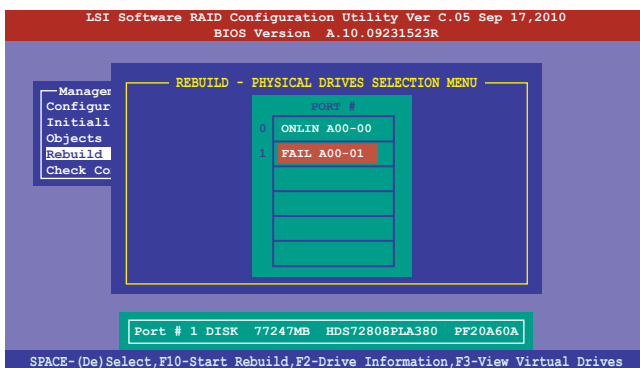 LSI Software RAID Configuration Utility Ver C.05 Sep 17,2010
BIOS Version A.10.09231523R
REBUILD - PHYSICAL DRIVES SELECTION MENU
Managem
Configur
Initiali
Objects
Rebuild
Check Co
PORT #
0 ONLIN A00-00
1 FAIL A00-01
Port # 1 DISK 77247MB HDS72808PLA380 PF20A60A
SPACE-(De)Select,F10-Start Rebuild,F2-Drive Information,F3-View Virtual Drives